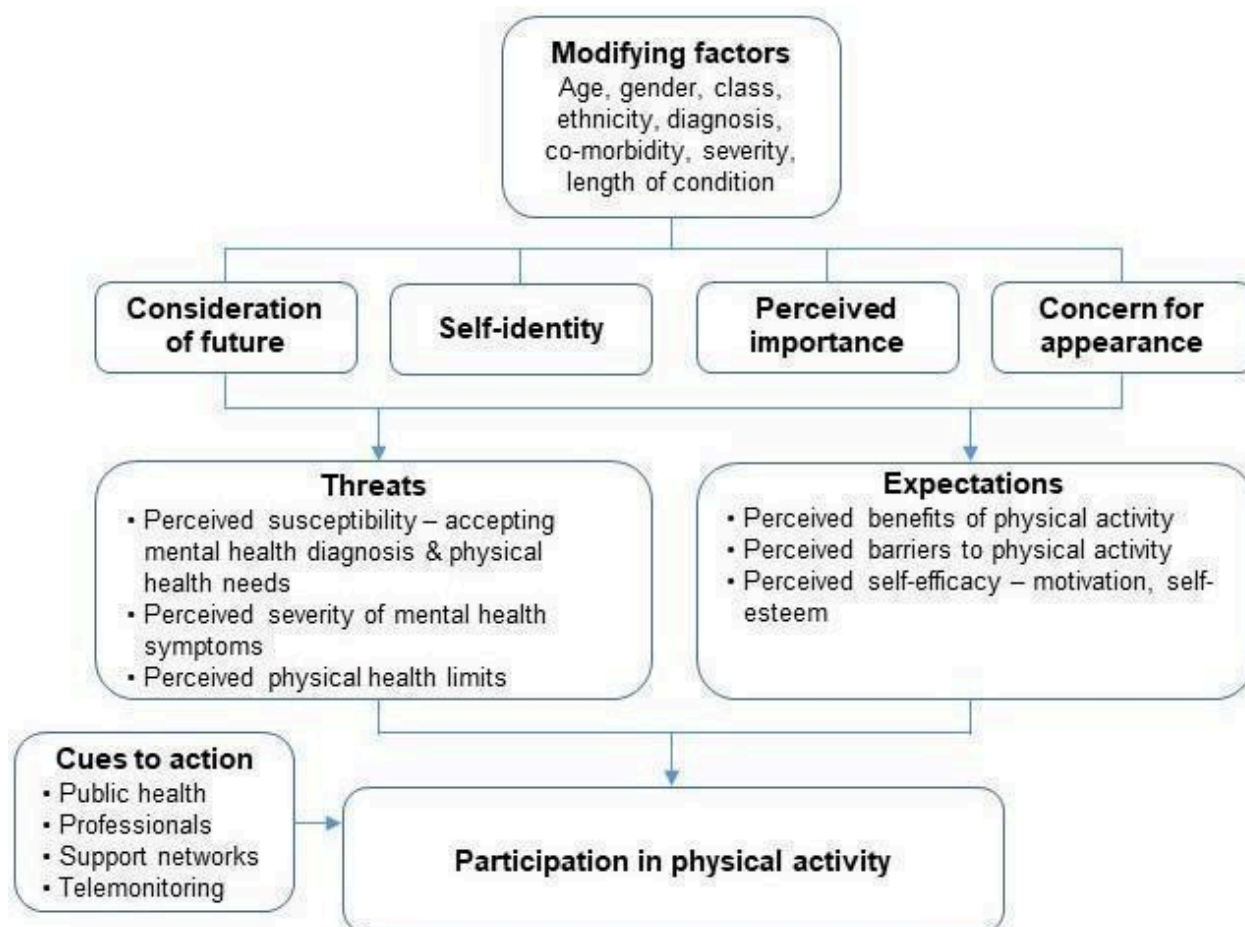 Modifying factors
Age, gender, class,
ethnicity, diagnosis,
co-morbidity, severity,
length of condition
Consideration
of future
Self-identity
Perceived
importance
Concern for
appearance
Threats
• Perceived susceptibility – accepting
mental health diagnosis & physical
health needs
• Perceived severity of mental health
symptoms
• Perceived physical health limits
Expectations
• Perceived benefits of physical activity
• Perceived barriers to physical activity
• Perceived self-efficacy – motivation, self-
esteem
Cues to action
• Public health
• Professionals
• Support networks
• Telemonitoring
Participation in physical activity